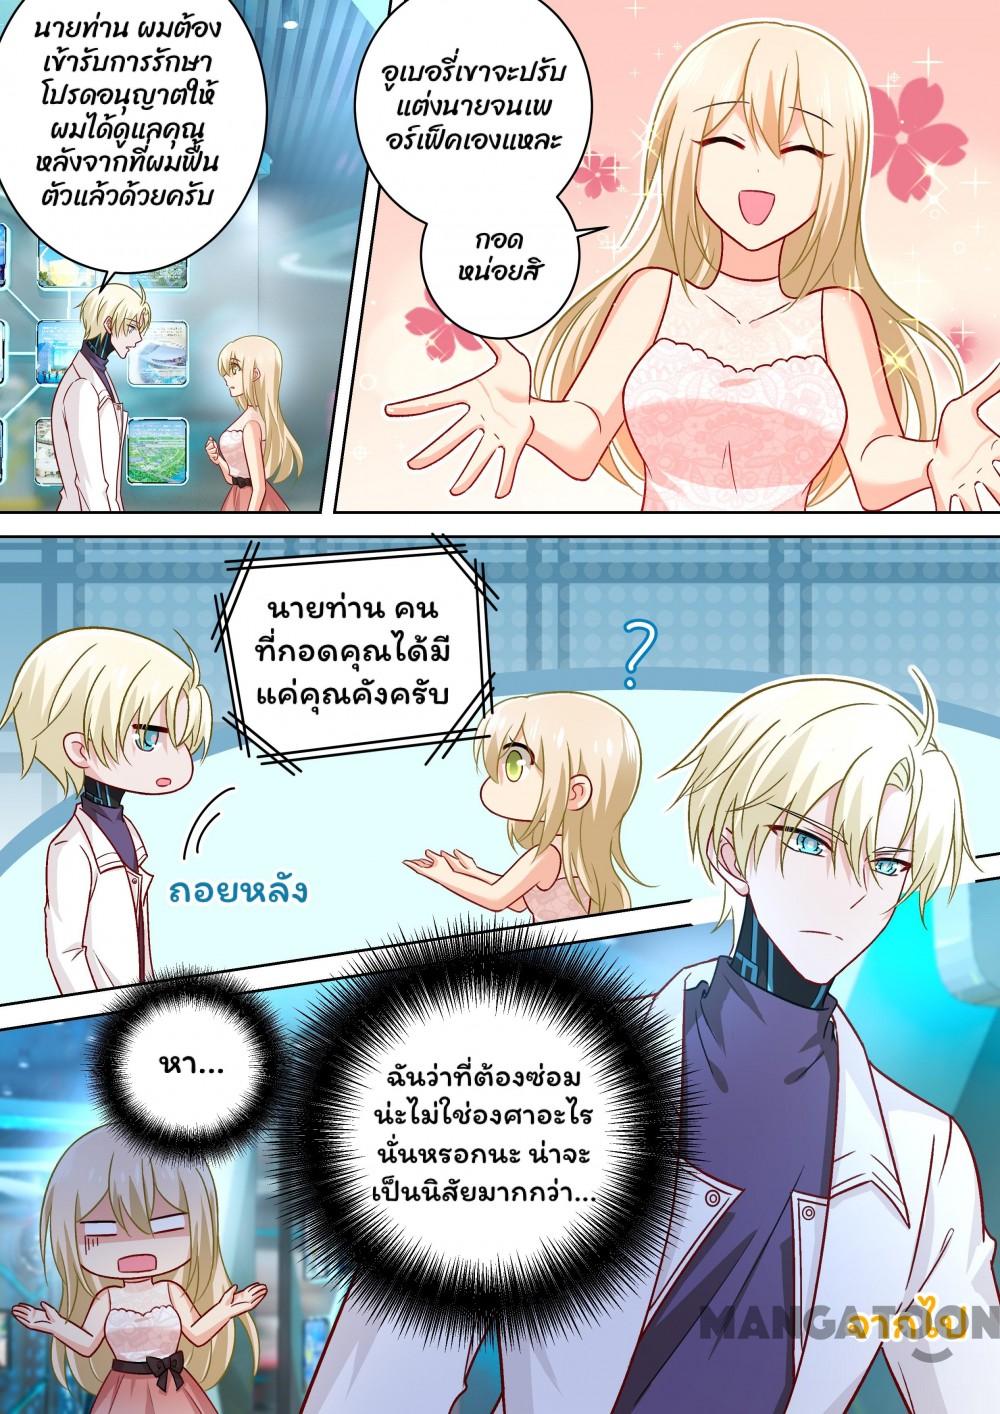 นายท่าน ผมต้อง
เข้ารับการรักษา
โปรดอนุญาตให้
ผมได้ดูแลคุณ
หลังจากที่ผมฟื้น
ตัวแล้วด้วยครับ
อูเบอรี่เขาจะปรับ
แต่งนายจนเพ
อร์เฟ็คเองแหละ
กอด
หน่อยสิ
นายท่าน คน
ที่กอดคุณได้มี
แค่คุณคังครับ
?
ถอยหลัง
หา...
ฉันว่าที่ต้องซ่อม
น่ะไม่ใช่องศาอะไร
นั่นหรอกนะ น่าจะ
เป็นนิสัยมากกว่า...
จากไป
MANGATOON